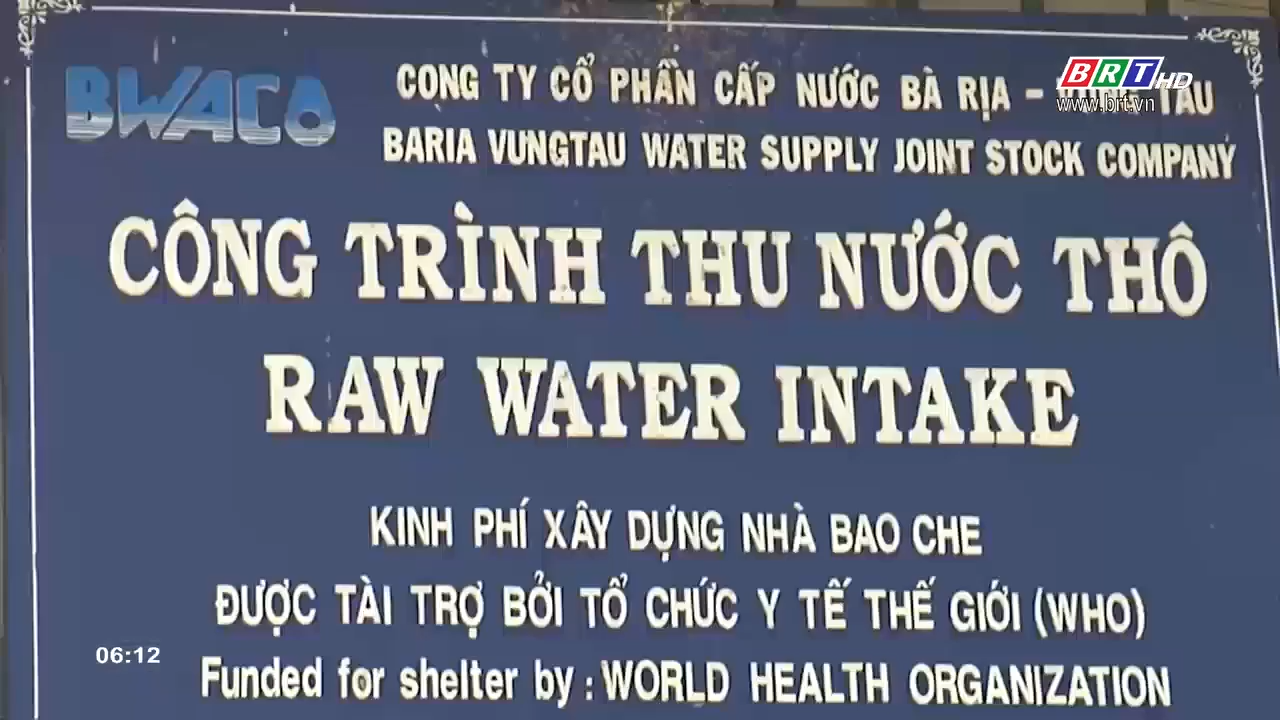 BWACO
CONG TY CỔ PHẦN CẤP NƯỚC BÀ RỊA - TÀU
BRT HD
www.brt.vn
BARIA VUNGTAU WATER SUPPLY JOINT STOCK COMPANY
CÔNG TRÌNH THU NƯỚC THÔ
RAW WATER INTAKE
KINH PHÍ XÂY DỰNG NHÀ BAO CHE
ĐƯỢC TÀI TRỢ BỞI TỔ CHỨC Y TẾ THẾ GIỚI (WHO)
06:12
Funded for shelter by : WORLD HEALTH ORGANIZATION